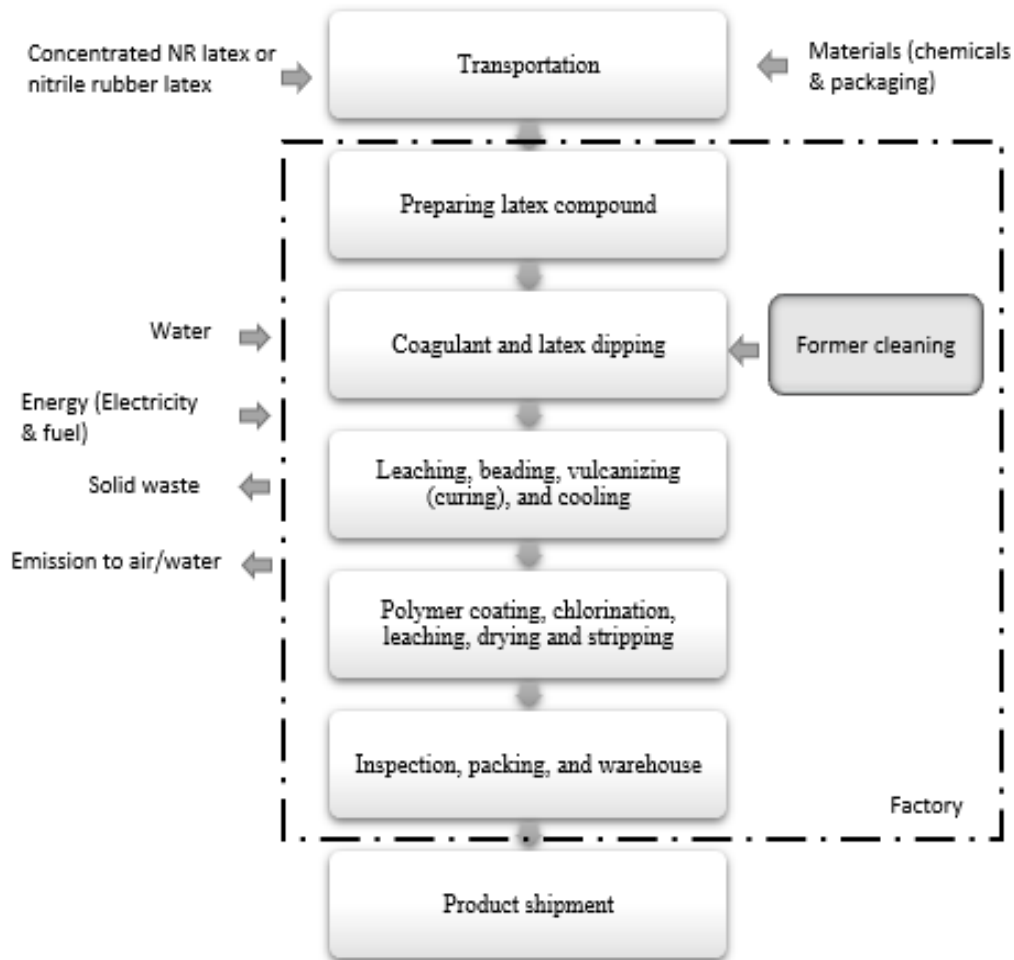 Concentrated NR latex or
nitrile rubber latex
Transportation
Materials (chemicals
& packaging)
Preparing latex compound
Water
Coagulant and latex dipping
Former cleaning
Energy (Electricity
& fuel)
Leaching, beading, vulcanizing
(curing), and cooling
Solid waste
Emission to air/water
Polymer coating, chlorination,
leaching, drying and stripping
Inspection, packing, and warehouse
Factory
Product shipment